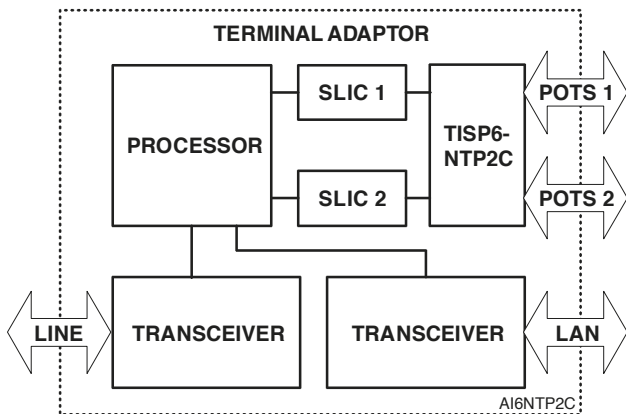 TERMINAL ADAPTOR
PROCESSOR
SLIC 1
SLIC 2
TISP6-
NTP2C
POTS 1
POTS 2
LINE
TRANSCEIVER
TRANSCEIVER
LAN
AI6NTP2C